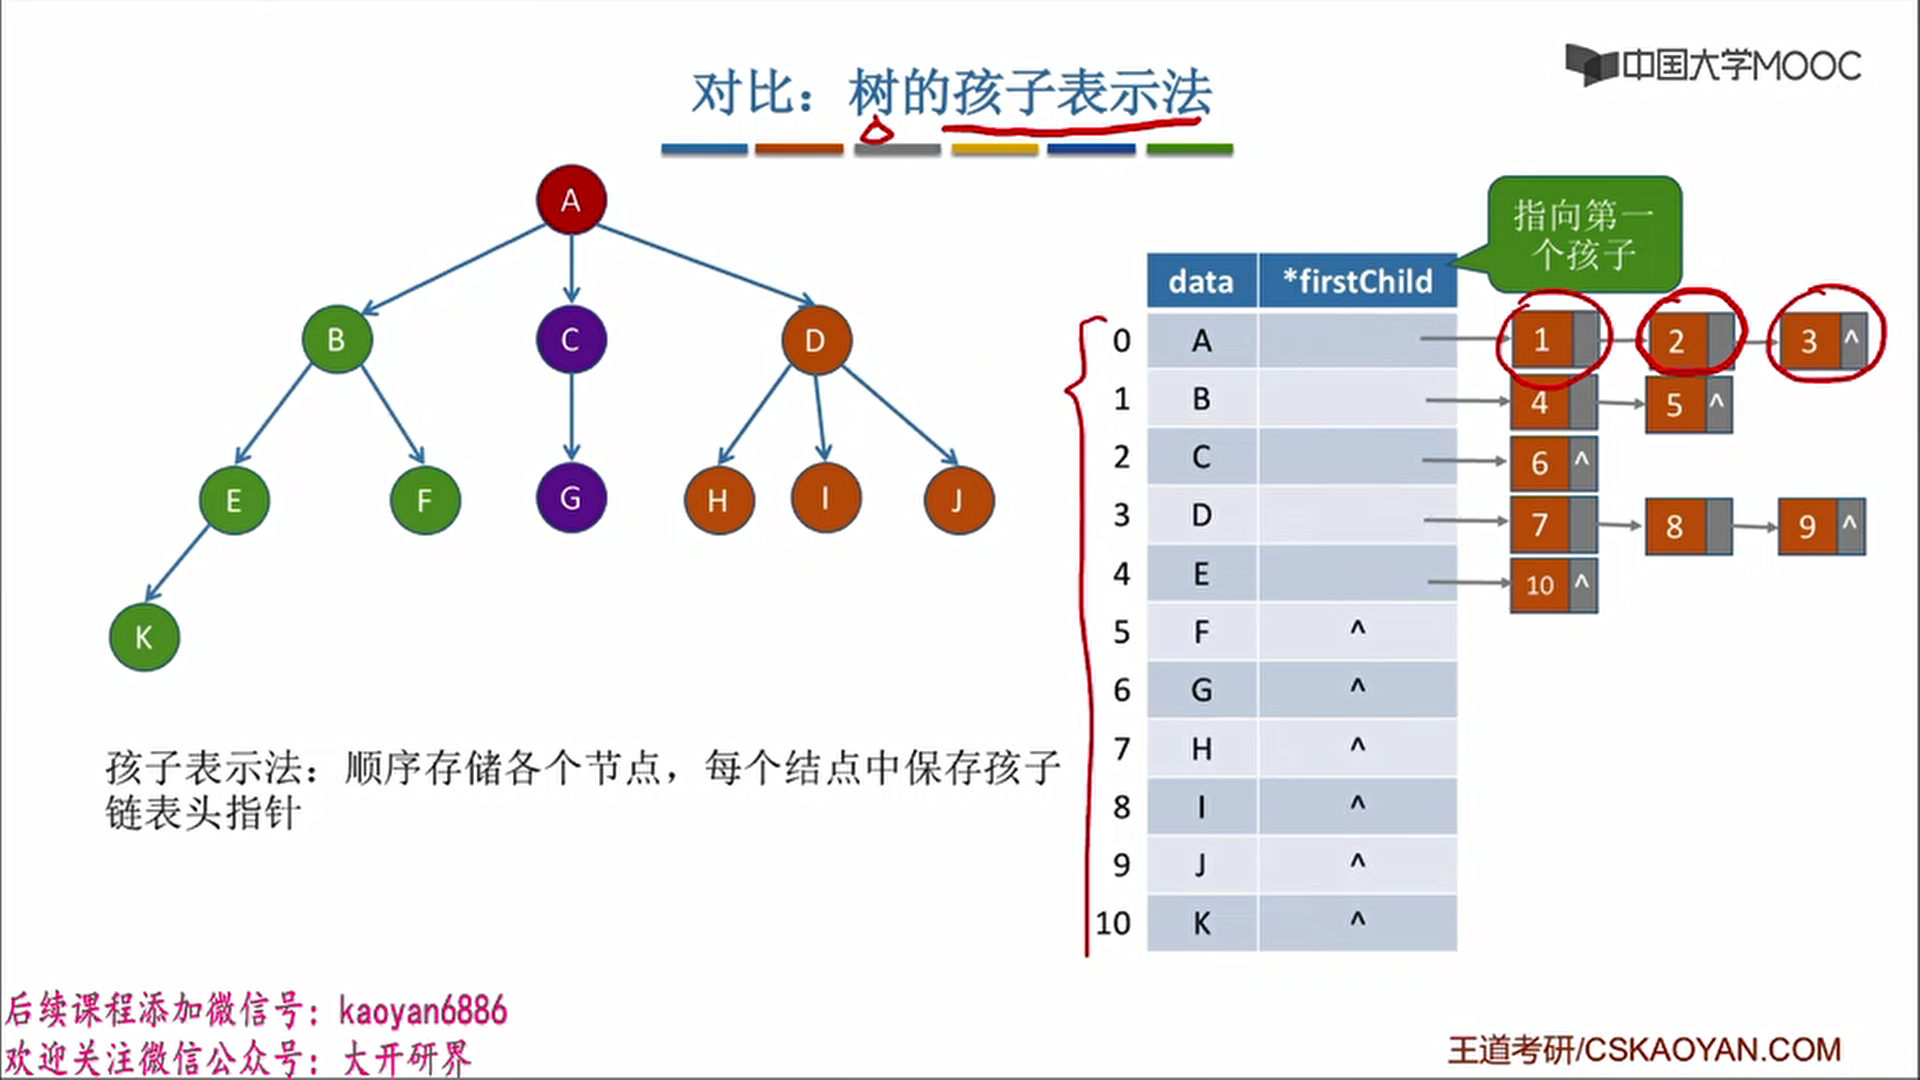 中国大学MOOC
对比：树的孩子表示法
指向第一
个孩子
A
B
C
D
E
F
G
H
I
J
K
data *firstChild
0 A 1 2 3 ^
1 B 4 5 ^
2 C 6 ^
3 D 7 8 9 ^
4 E 10 ^
5 F ^
6 G ^
7 H ^
8 I ^
9 J ^
10 K ^
孩子表示法：顺序存储各个节点，每个结点中保存孩子
链表头指针
后续课程添加微信号：kaoyan6886
欢迎关注微信公众号：大开研界
王道考研/CSKAOYAN.COM